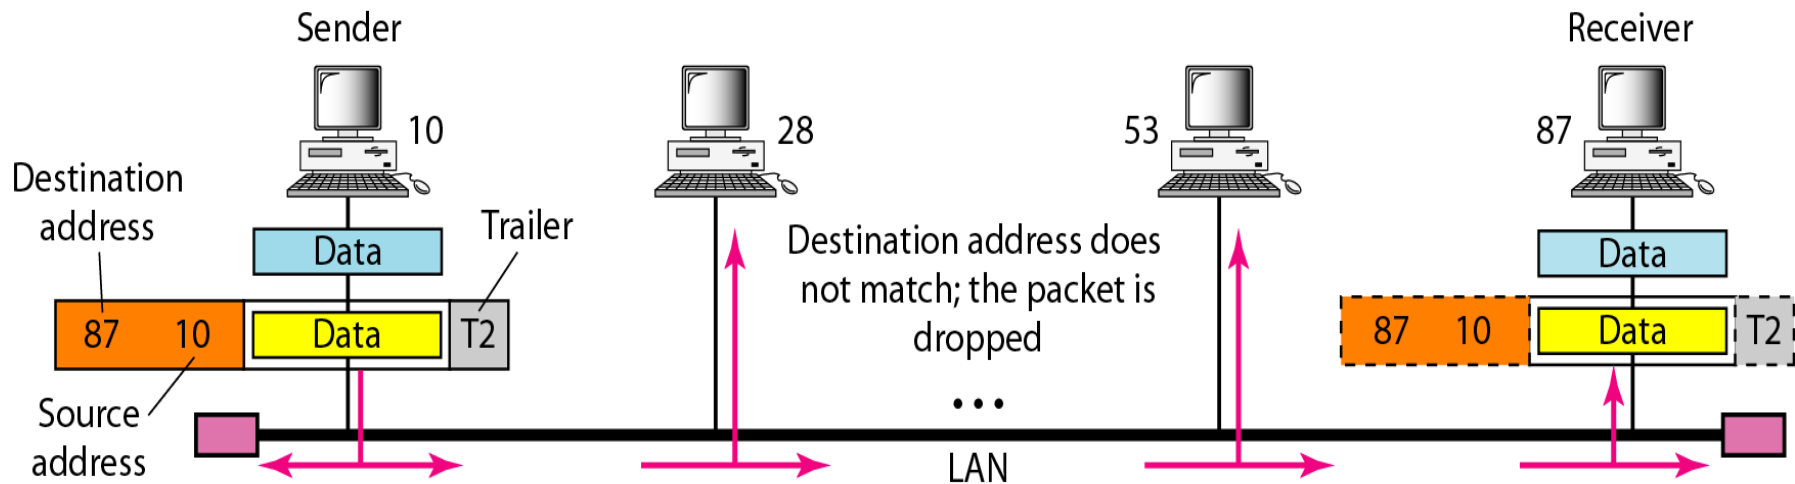 Sender
Receiver
10
28
53
87
Destination
address
Trailer
Data
Destination address does
not match; the packet is
dropped
Data
87 10 Data T2
87 10 Data T2
Source
address
...
LAN